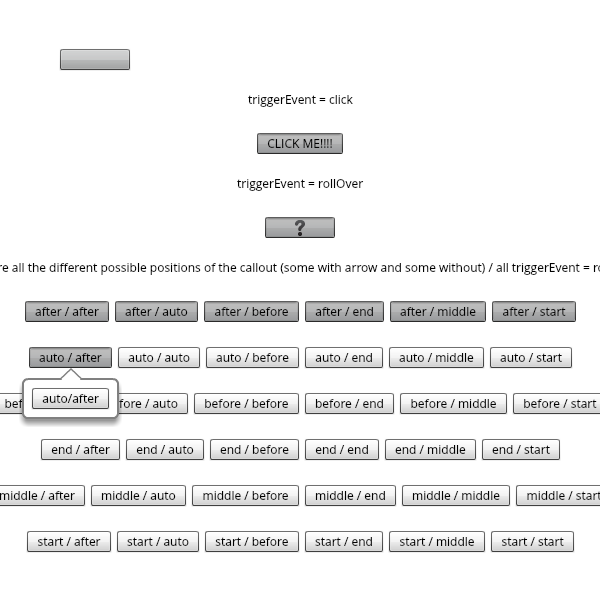 triggerEvent = click
CLICK ME!!!!
triggerEvent = rollOver
?
all the different possible positions of the callout (some with arrow and some without) / all triggerEvent =
after / after after / auto after / before after / end after / middle after / start
auto / after auto / auto auto / before auto / end auto / middle auto / start
auto/after
/ auto before / before before / end before / middle before / start
end / after end / auto end / before end / end end / middle end / start
middle / after middle / auto middle / before middle / end middle / middle middle / start
start / after start / auto start / before start / end start / middle start / start